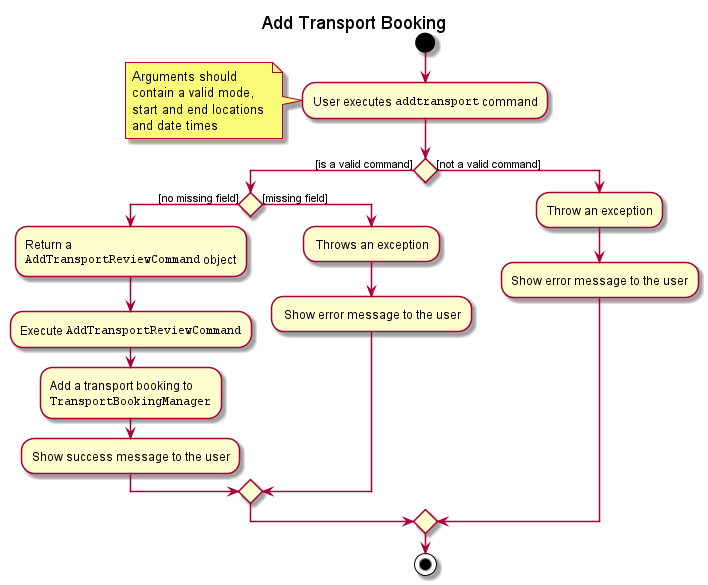 Add Transport Booking
Arguments should
contain a valid mode,
start and end locations
and date times
User executes addtransport command
[is a valid command]
[not a valid command]
[no missing field]
[missing field]
Throw an exception
Return a
AddTransportReviewCommand object
Throws an exception
Show error message to the user
Show error message to the user
Execute AddTransportReviewCommand
Add a transport booking to
TransportBookingManager
Show success message to the user